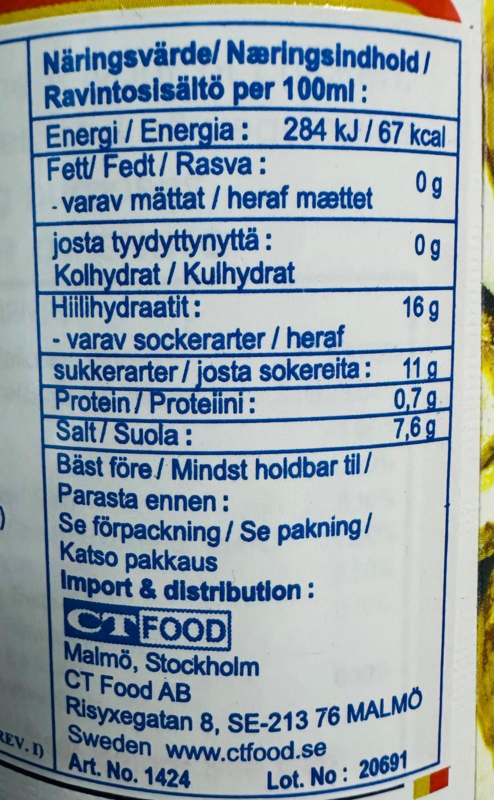 Näringsvärde/ Næringsindhold /
Ravintosisältö per 100ml :
Energi / Energia : 284 kJ / 67 kcal
Fett/ Fedt / Rasva : 0 g
- varav mättat / heraf mættet
josta tyydyttynyttä : 0 g
Kolhydrat / Kulhydrat
Hiilihydraatit : 16 g
- varav sockerarter / heraf
sukkerarter / josta sokereita : 11 g
Protein / Proteiini : 0,7 g
Salt / Suola : 7,6 g
Bäst före / Mindst holdbar til /
Parasta ennen :
Se förpackning / Se pakning /
Katso pakkaus
Import & distribution :
CT FOOD
Malmö, Stockholm
CT Food AB
Risyxegatan 8, SE-213 76 MALMÖ
Sweden www.ctfood.se
Art. No. 1424 Lot. No : 20691
REV. I)